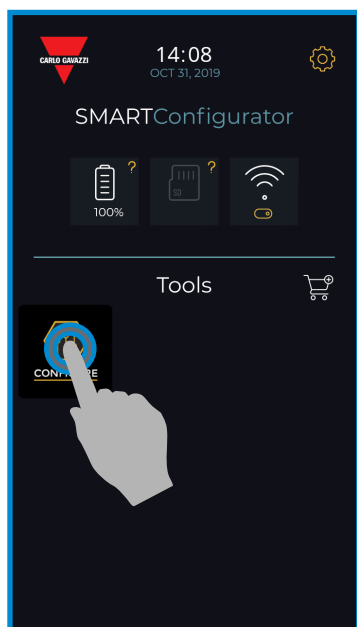 CARLO GAVAZZI
14:08
OCT 31, 2019
SMARTConfigurator
?
?
SD
100%
Tools